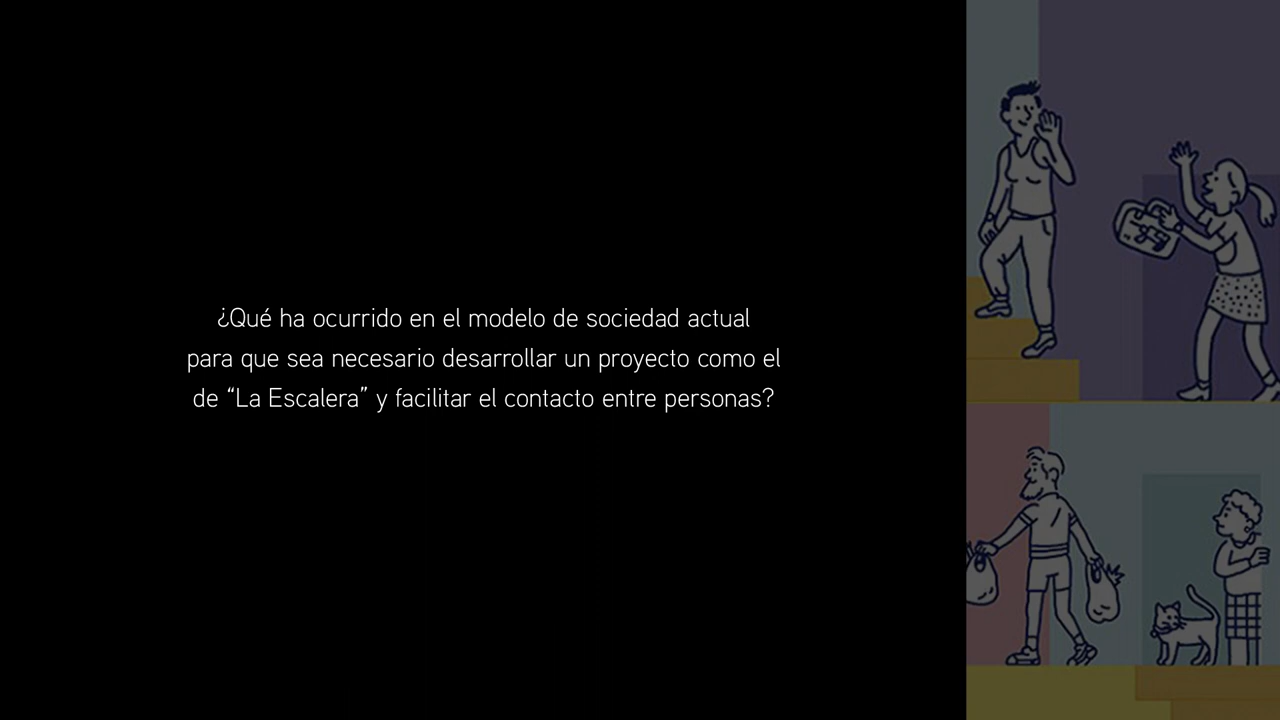 ¿Qué ha ocurrido en el modelo de sociedad actual
para que sea necesario desarrollar un proyecto como el
de “La Escalera” y facilitar el contacto entre personas?